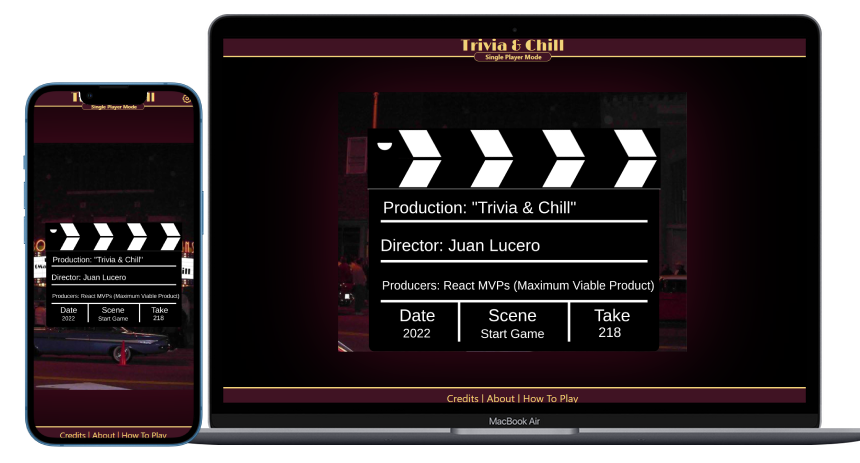 Single Player Mode
Production: "Trivia & Chill"
Director: Juan Lucero
Producers: React MVPs (Maximum Viable Product)
Date
2022
Scene
Start Game
Take
218
Credits | About | How To Play
Trivia & Chill
Single Player Mode
Production: "Trivia & Chill"
Director: Juan Lucero
Producers: React MVPs (Maximum Viable Product)
Date
2022
Scene
Start Game
Take
218
Credits | About | How To Play
MacBook Air